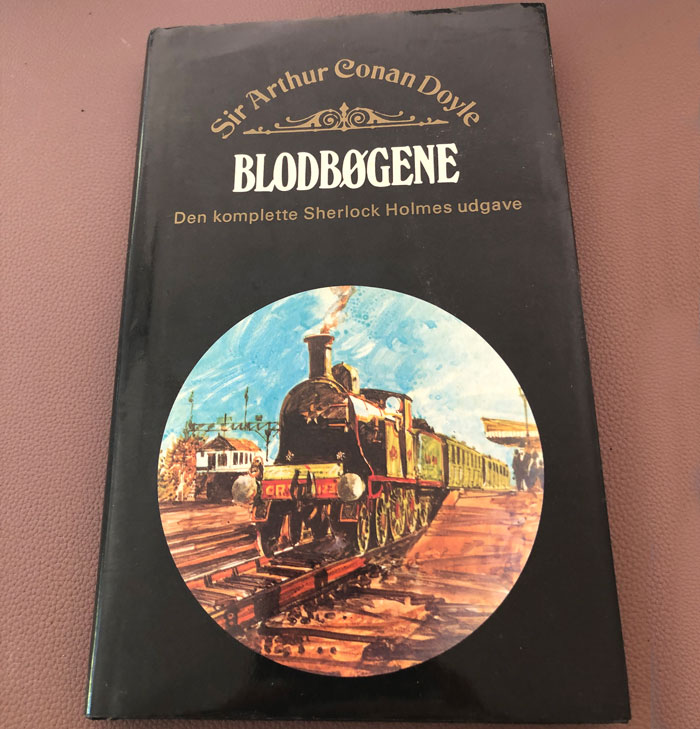 Sir Arthur Conan Doyle
BLODBØGENE
Den komplette Sherlock Holmes udgave